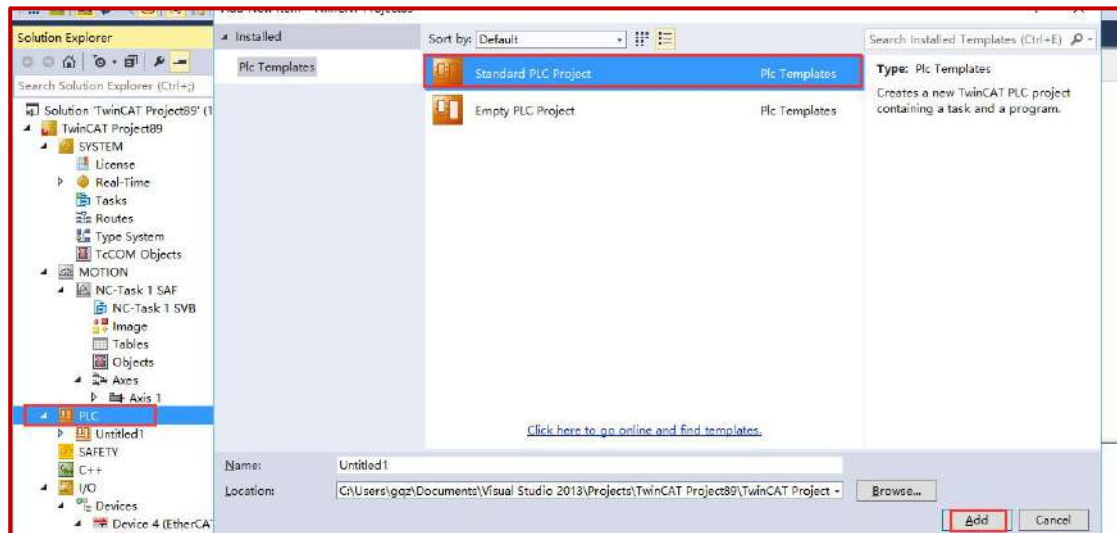 Solution Explorer
Search Solution Explorer (Ctrl+;)
Solution 'TwinCAT Project89' (1
TwinCAT Project89
SYSTEM
License
Real-Time
Tasks
Routes
Type System
TcCOM Objects
MOTION
NC-Task 1 SAF
NC-Task 1 SVB
Image
Tables
Objects
Axes
Axis 1
PLC
Untitled1
SAFETY
C++
I/O
Devices
Device 4 (EtherCAT
Installed
Plc Templates
Sort by: Default
Search Installed Templates (Ctrl+E)
Standard PLC Project Plc Templates
Empty PLC Project Plc Templates
Type: Plc Templates
Creates a new TwinCAT PLC project
containing a task and a program.
Click here to go online and find templates.
Name: Untitled1
Location: C:\Users\gqz\Documents\Visual Studio 2013\Projects\TwinCAT Project89\TwinCAT Project
Browse...
Add Cancel